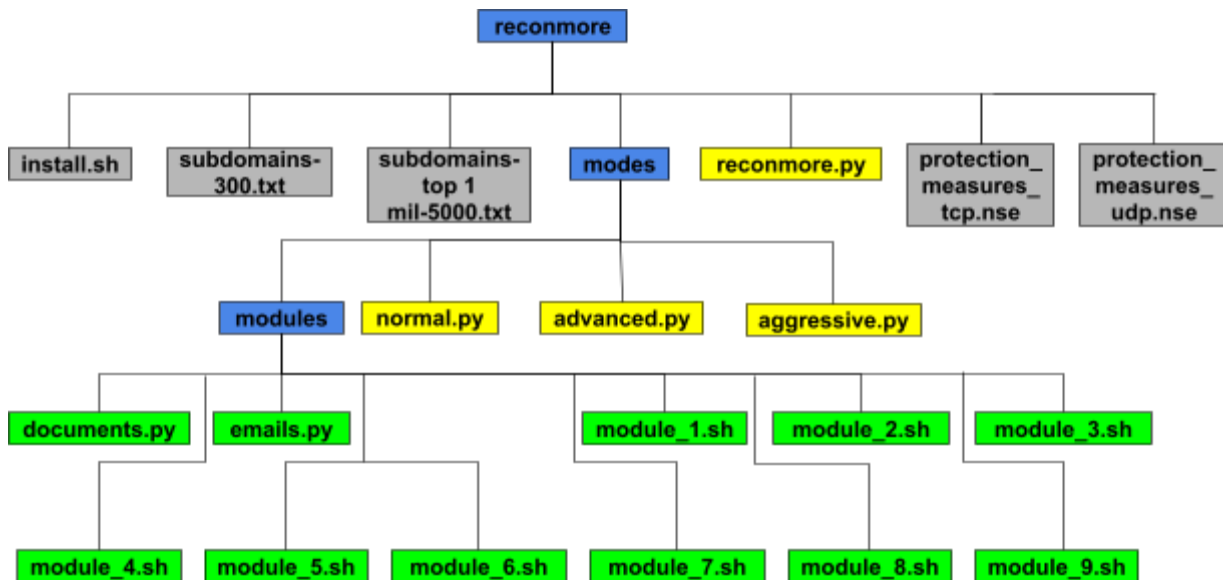 reconmore
install.sh
subdomains-
300.txt
subdomains-
top 1
mil-5000.txt
modes
reconmore.py
protection_
measures_
tcp.nse
protection_
measures_
udp.nse
modules
normal.py
advanced.py
aggressive.py
documents.py
emails.py
module_1.sh
module_2.sh
module_3.sh
module_4.sh
module_5.sh
module_6.sh
module_7.sh
module_8.sh
module_9.sh